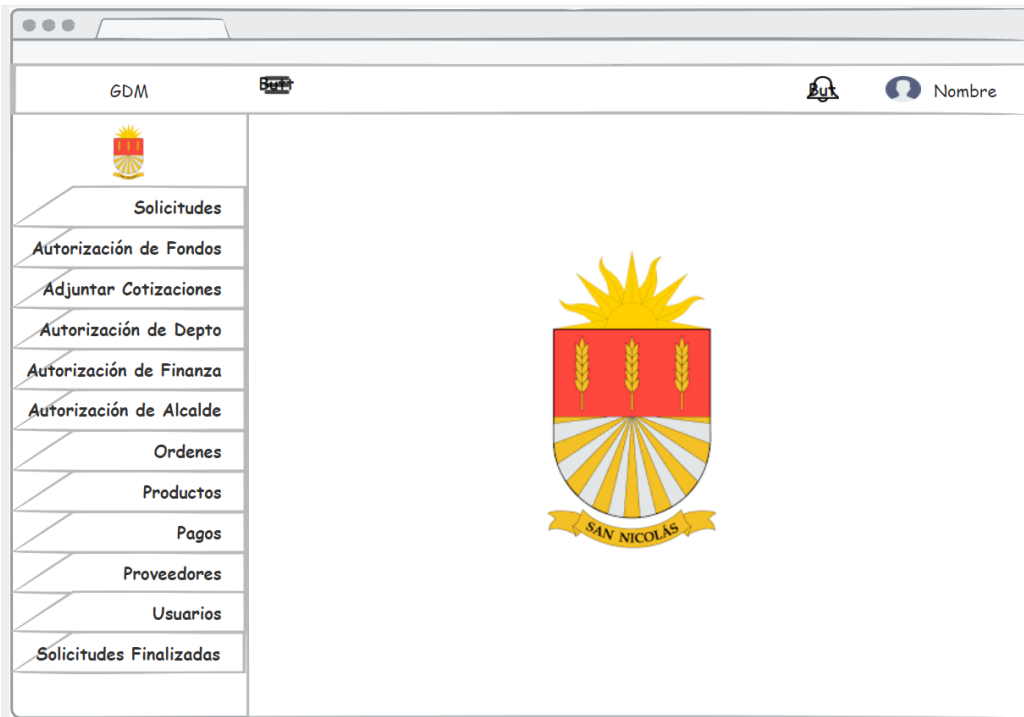 GDM
Butt
But
Nombre
Solicitudes
Autorización de Fondos
Adjuntar Cotizaciones
Autorización de Depto
Autorización de Finanza
Autorización de Alcalde
Ordenes
Productos
Pagos
Proveedores
Usuarios
Solicitudes Finalizadas
SAN NICOLÁS